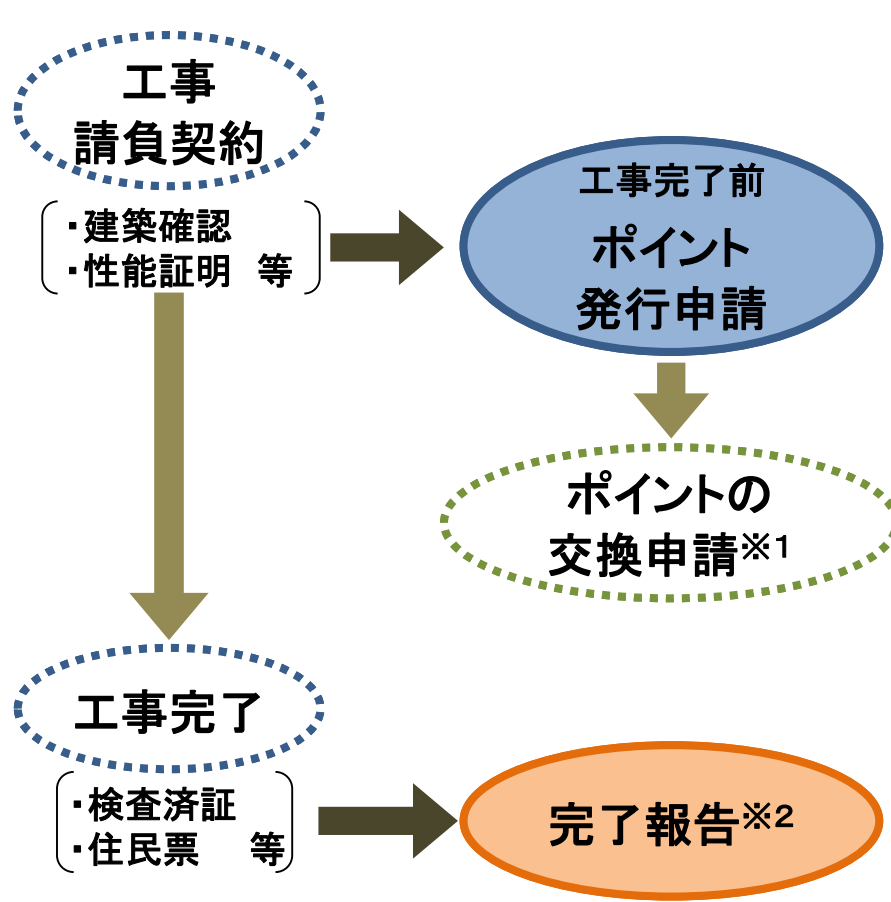 工事
請負契約
・建築確認
・性能証明　等
工事完了前
ポイント
発行申請
ポイントの
交換申請※1
工事完了
・検査済証
・住民票　等
完了報告※2